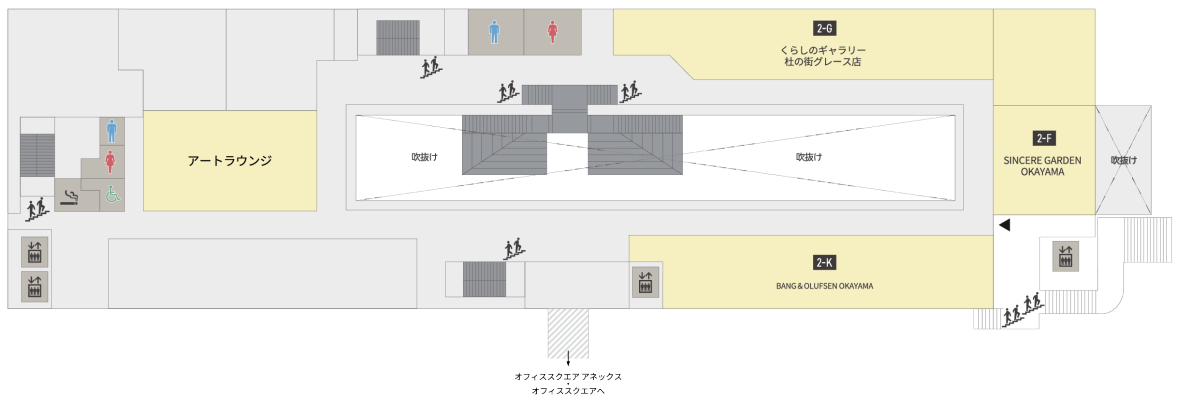 2-G
くらしのギャラリー
杜の街グレース店
アートラウンジ
吹抜け
吹抜け
2-F
SINCERE GARDEN
OKAYAMA
吹抜け
2-K
BANG & OLUFSEN OKAYAMA
オフィススクエア アネックス
・
オフィススクエアへ